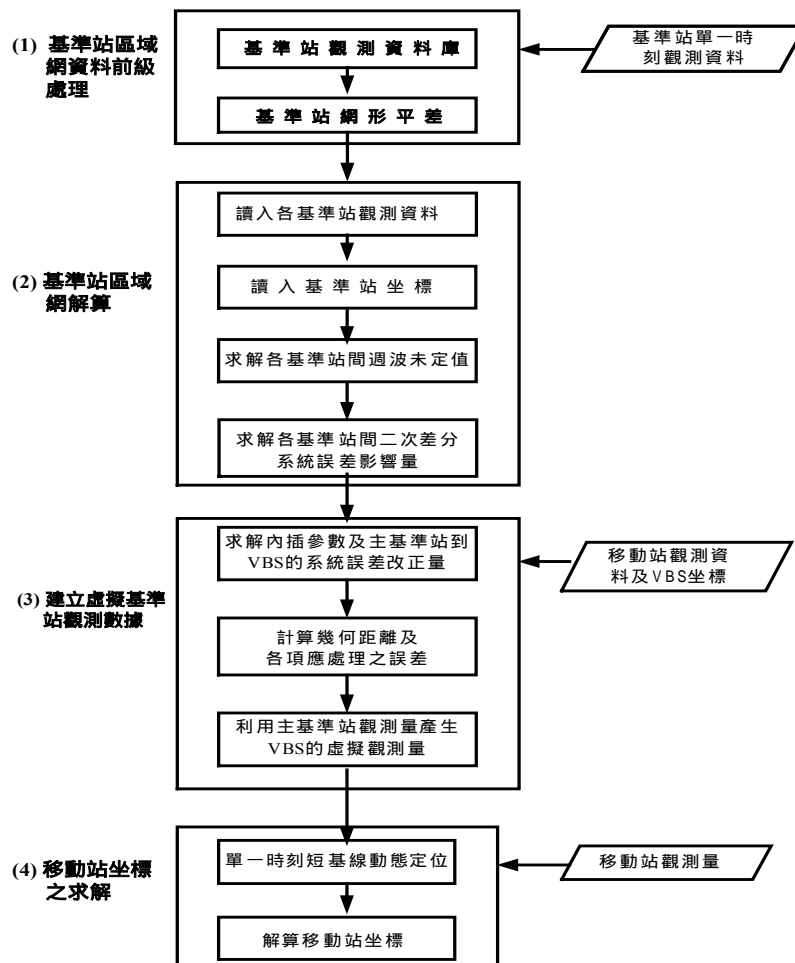 (1) 基準站區域
網資料前級
處理
基準站觀測資料庫
基準站網形平差
基準站單一時
刻觀測資料
(2) 基準站區域
網解算
讀入各基準站觀測資料
讀入基準站坐標
求解各基準站間週波未定值
求解各基準站間二次差分
系統誤差影響量
(3) 建立虛擬基準
站觀測數據
求解內插參數及主基準站到
VBS的系統誤差改正量
移動站觀測資
料及VBS坐標
計算幾何距離及
各項應處理之誤差
利用主基準站觀測量產生
VBS的虛擬觀測量
(4) 移動站坐標
之求解
單一時刻短基線動態定位
移動站觀測量
解算移動站坐標